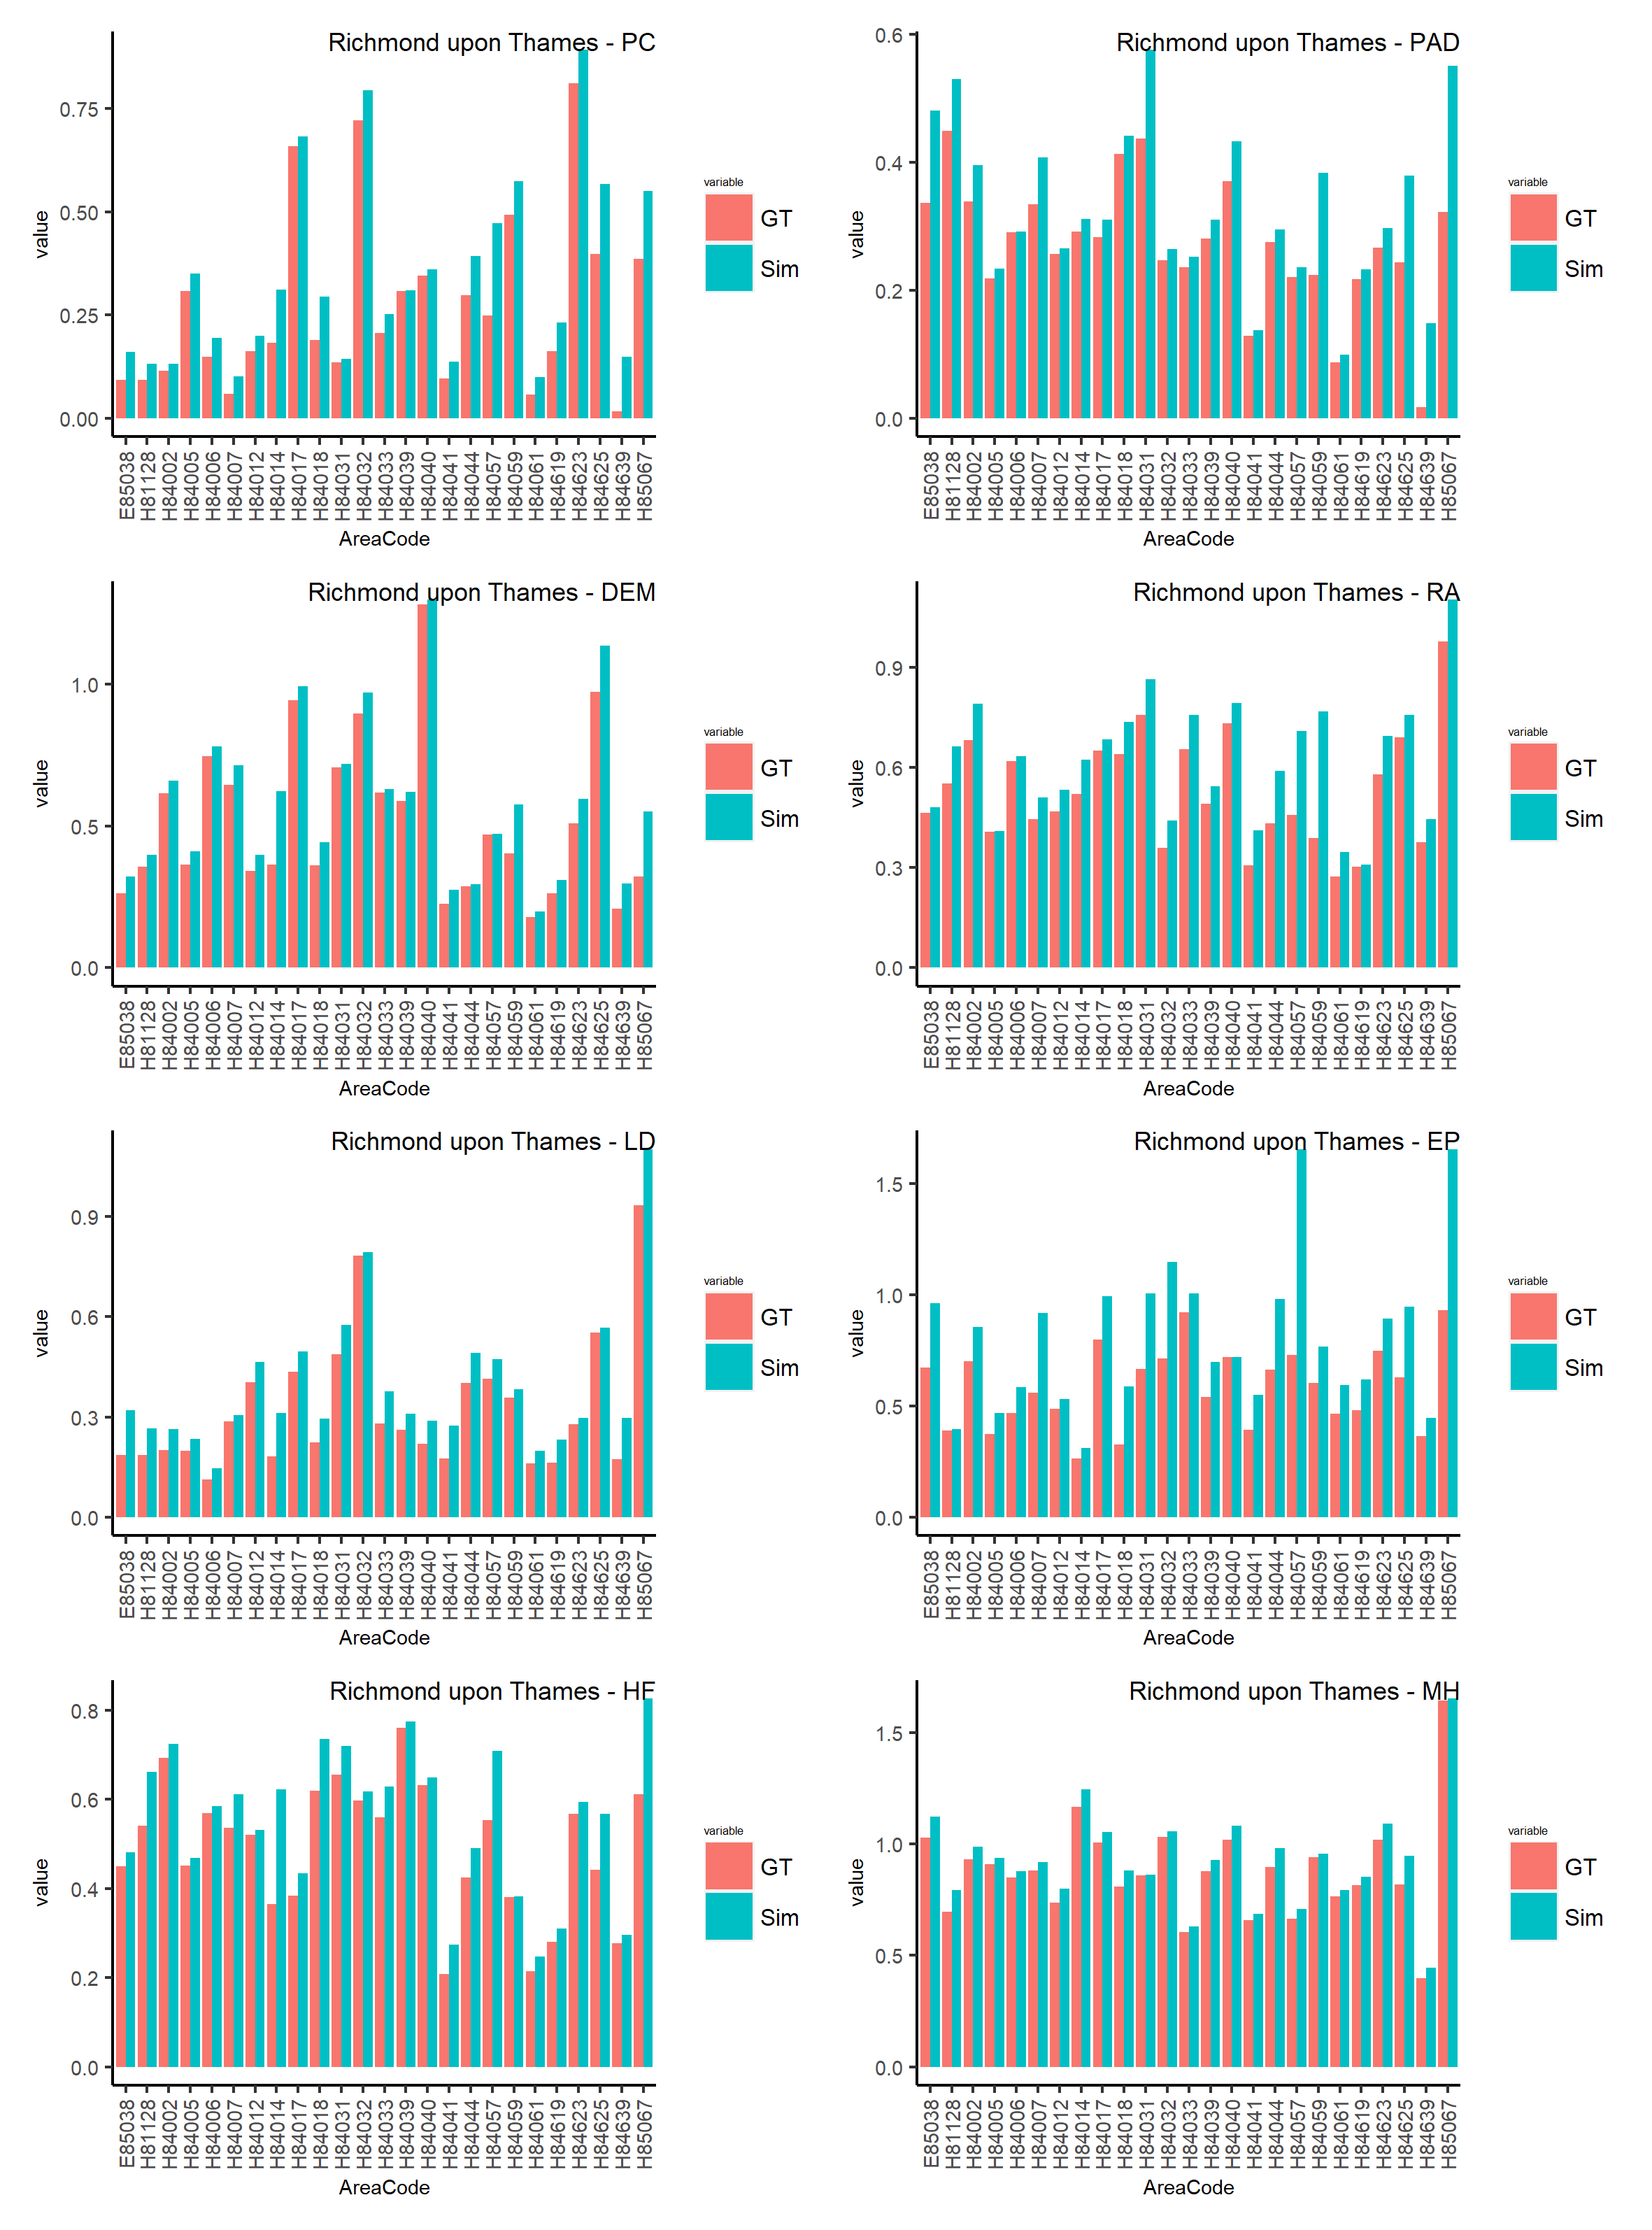 Richmond upon Thames - PC
value
0.75
0.50
0.25
0.00
E85038 H81128 H84002 H84005 H84006 H84007 H84012 H84014 H84017 H84018 H84031 H84032 H84033 H84039 H84040 H84041 H84044 H84057 H84059 H84061 H84619 H84623 H84625 H84639 H85067
AreaCode
variable
GT
Sim
Richmond upon Thames - PAD
value
0.6
0.4
0.2
0.0
E85038 H81128 H84002 H84005 H84006 H84007 H84012 H84014 H84017 H84018 H84031 H84032 H84033 H84039 H84040 H84041 H84044 H84057 H84059 H84061 H84619 H84623 H84625 H84639 H85067
AreaCode
variable
GT
Sim
Richmond upon Thames - DEM
value
1.0
0.5
0.0
E85038 H81128 H84002 H84005 H84006 H84007 H84012 H84014 H84017 H84018 H84031 H84032 H84033 H84039 H84040 H84041 H84044 H84057 H84059 H84061 H84619 H84623 H84625 H84639 H85067
AreaCode
variable
GT
Sim
Richmond upon Thames - RA
value
0.9
0.6
0.3
0.0
E85038 H81128 H84002 H84005 H84006 H84007 H84012 H84014 H84017 H84018 H84031 H84032 H84033 H84039 H84040 H84041 H84044 H84057 H84059 H84061 H84619 H84623 H84625 H84639 H85067
AreaCode
variable
GT
Sim
Richmond upon Thames - LD
value
0.9
0.6
0.3
0.0
E85038 H81128 H84002 H84005 H84006 H84007 H84012 H84014 H84017 H84018 H84031 H84032 H84033 H84039 H84040 H84041 H84044 H84057 H84059 H84061 H84619 H84623 H84625 H84639 H85067
AreaCode
variable
GT
Sim
Richmond upon Thames - EP
value
1.5
1.0
0.5
0.0
E85038 H81128 H84002 H84005 H84006 H84007 H84012 H84014 H84017 H84018 H84031 H84032 H84033 H84039 H84040 H84041 H84044 H84057 H84059 H84061 H84619 H84623 H84625 H84639 H85067
AreaCode
variable
GT
Sim
Richmond upon Thames - HF
value
0.8
0.6
0.4
0.2
0.0
E85038 H81128 H84002 H84005 H84006 H84007 H84012 H84014 H84017 H84018 H84031 H84032 H84033 H84039 H84040 H84041 H84044 H84057 H84059 H84061 H84619 H84623 H84625 H84639 H85067
AreaCode
variable
GT
Sim
Richmond upon Thames - MH
value
1.5
1.0
0.5
0.0
E85038 H81128 H84002 H84005 H84006 H84007 H84012 H84014 H84017 H84018 H84031 H84032 H84033 H84039 H84040 H84041 H84044 H84057 H84059 H84061 H84619 H84623 H84625 H84639 H85067
AreaCode
variable
GT
Sim